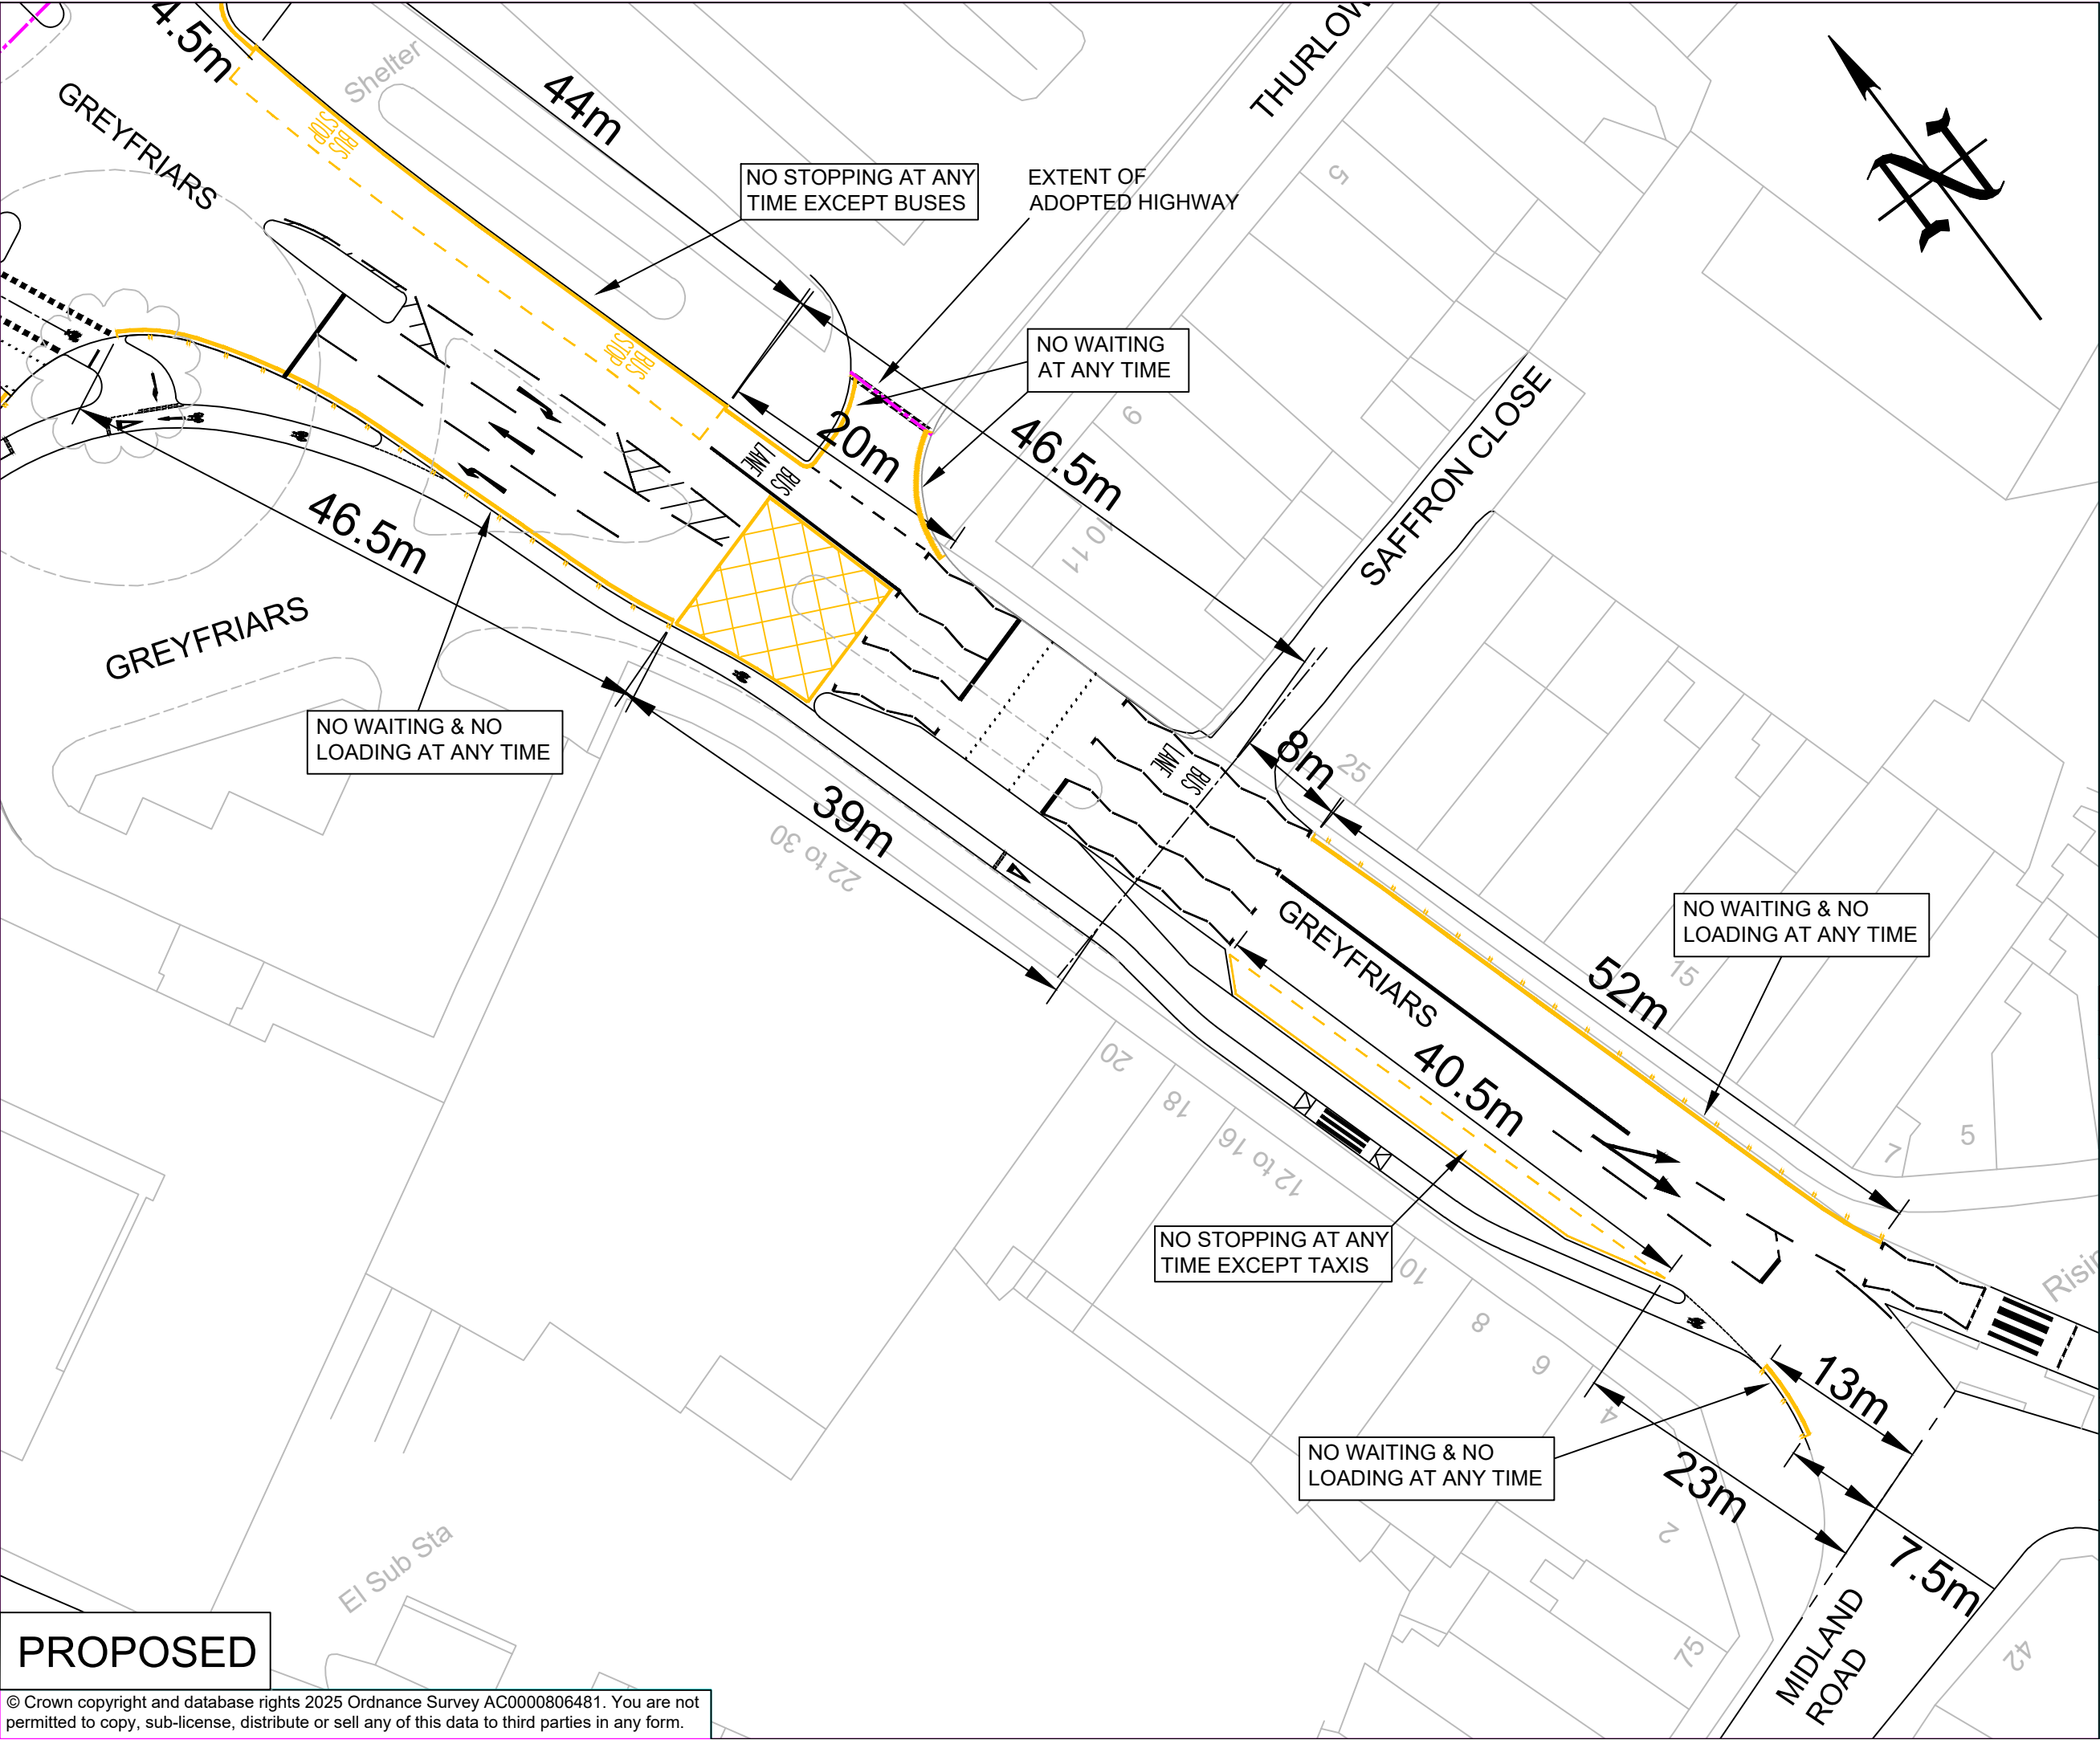 4.5m
Shelter
GREYFRIARS
44m
THURLOW
BUS
STOP
NO STOPPING AT ANY
TIME EXCEPT BUSES
EXTENT OF
ADOPTED HIGHWAY
N
5
NO WAITING
AT ANY TIME
BUS
STOP
9
20m
46.5m
BUS
LANE
10 11
SAFFRON CLOSE
46.5m
GREYFRIARS
NO WAITING & NO
LOADING AT ANY TIME
BUS
LANE
8m
25
39m
22 to 30
GREYFRIARS
NO WAITING & NO
LOADING AT ANY TIME
15
52m
40.5m
20
18
12 to 16
7
5
NO STOPPING AT ANY
TIME EXCEPT TAXIS
10
8
6
4
Risin
13m
NO WAITING & NO
LOADING AT ANY TIME
23m
2
7.5m
El Sub Sta
75
MIDLAND
ROAD
42
PROPOSED
© Crown copyright and database rights 2025 Ordnance Survey AC0000806481. You are not
permitted to copy, sub-license, distribute or sell any of this data to third parties in any form.